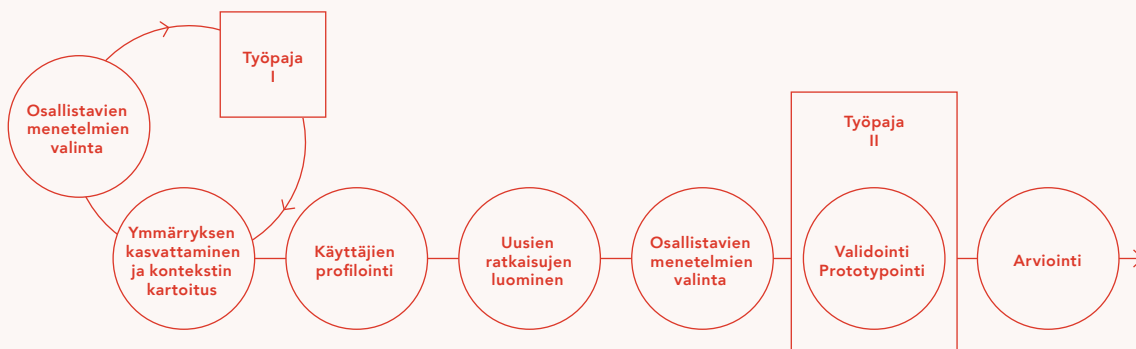 Työpaja
I
Osallistavien
menetelmien
valinta
Ymmärryksen
kasvattaminen
ja kontekstin
kartoitus
Käyttäjien
profilointi
Uusien
ratkaisujen
luominen
Osallistavien
menetelmien
valinta
Työpaja
II
Validointi
Prototypointi
Arviointi